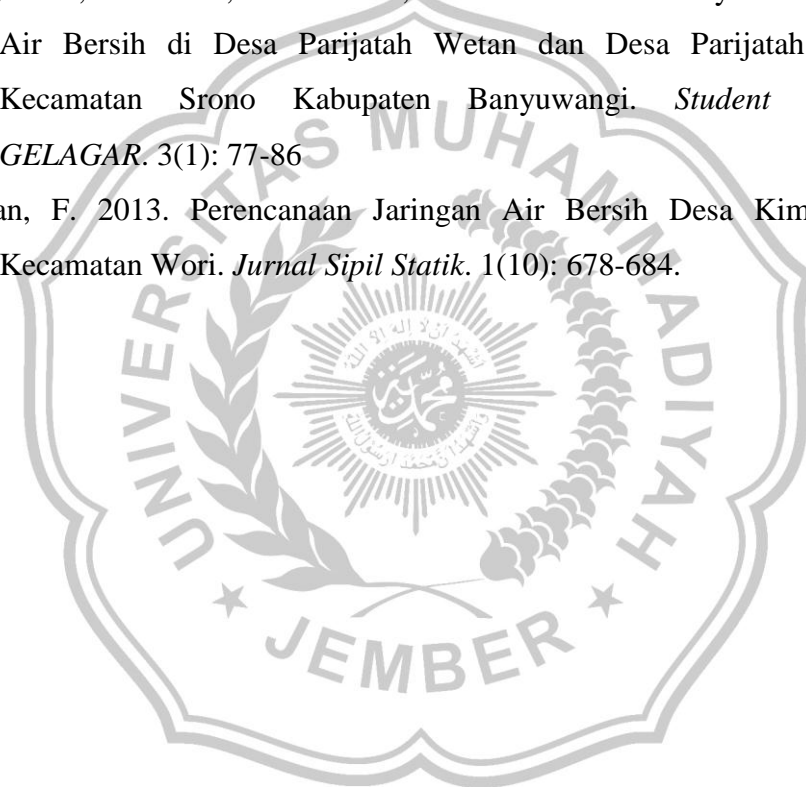 Air Bersih di Desa Parijatah Wetan dan Desa Parijatah
Kecamatan Srono Kabupaten Banyuwangi. Student
GELAGAR. 3(1): 77-86
an, F. 2013. Perencanaan Jaringan Air Bersih Desa Kim
Kecamatan Wori. Jurnal Sipil Statik. 1(10): 678-684.
UNIVERSITAS MUHAMMADIYAH
JEMBER